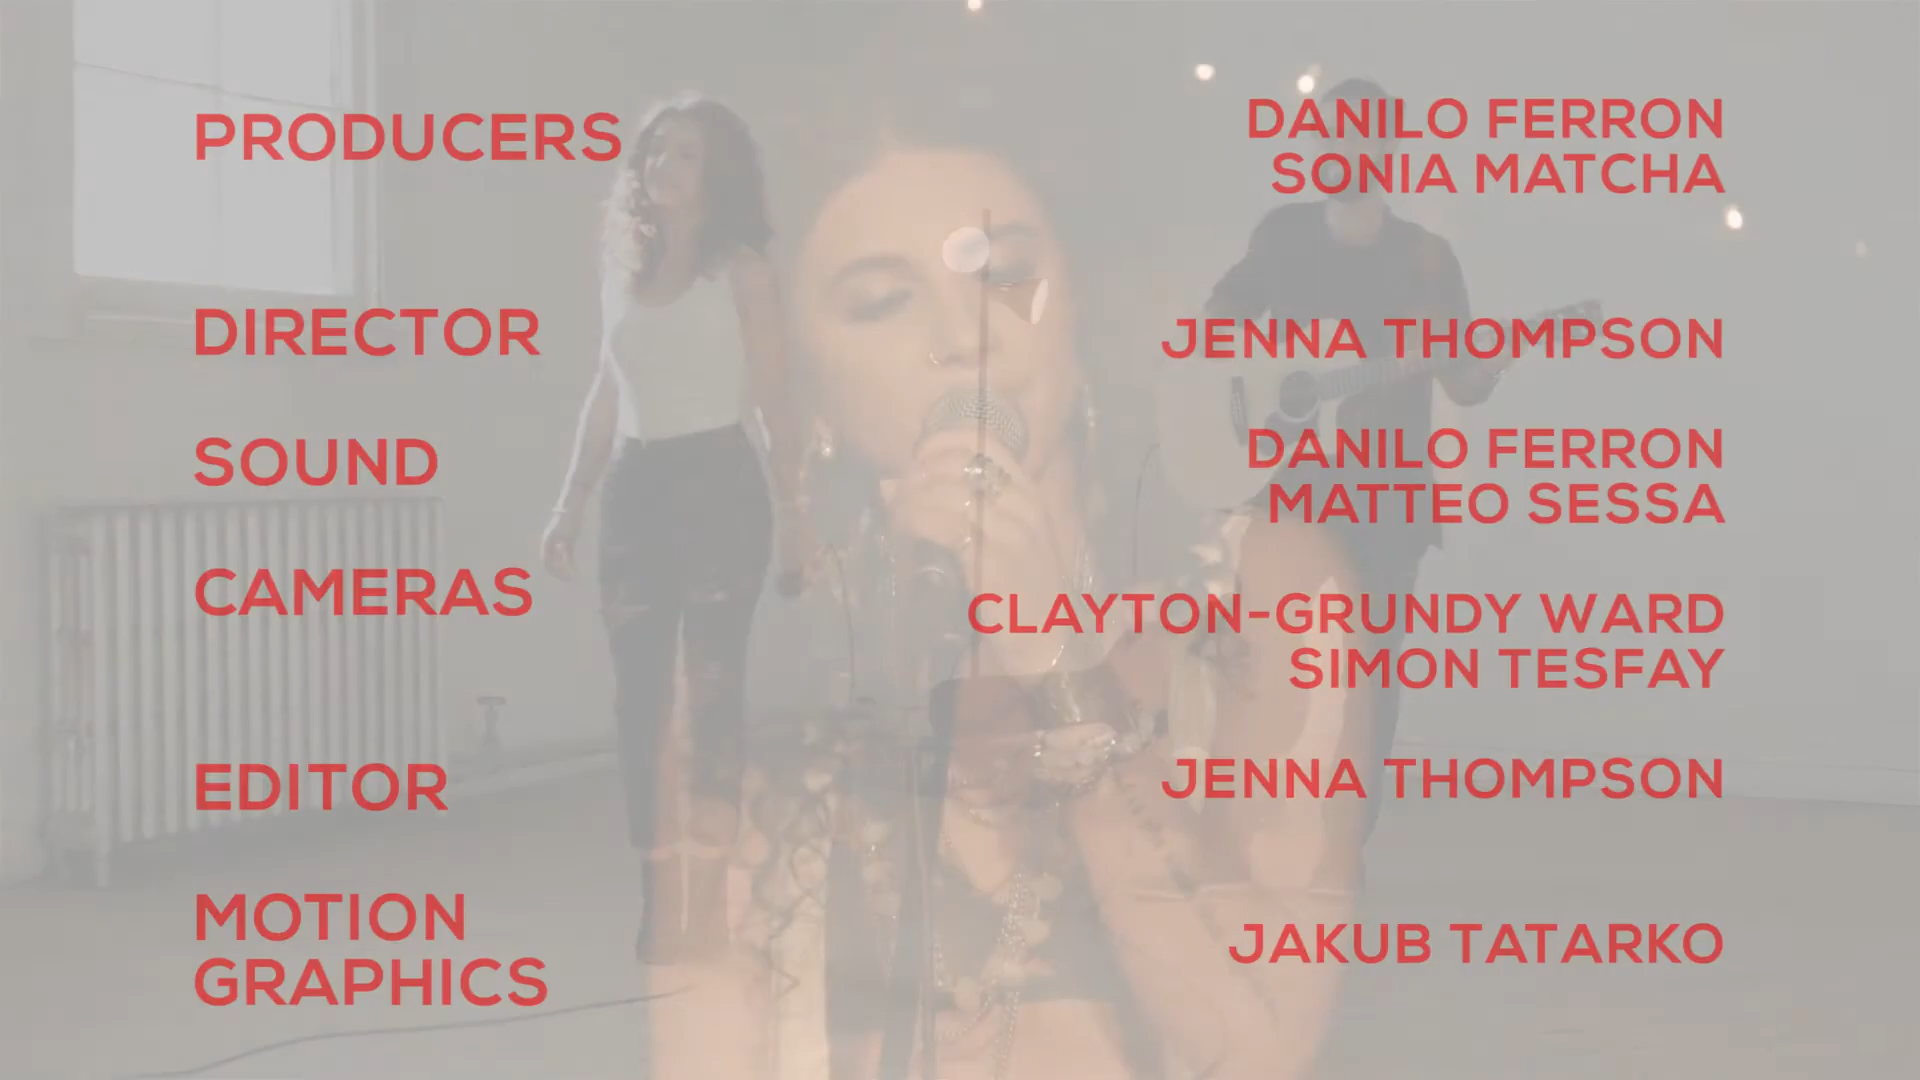 PRODUCERS
DANILO FERRON
SONIA MATCHA
DIRECTOR
JENNA THOMPSON
SOUND
DANILO FERRON
MATTEO SESSA
CAMERAS
CLAYTON-GRUNDY WARD
SIMON TESFAY
EDITOR
JENNA THOMPSON
MOTION
GRAPHICS
JAKUB TATARKO